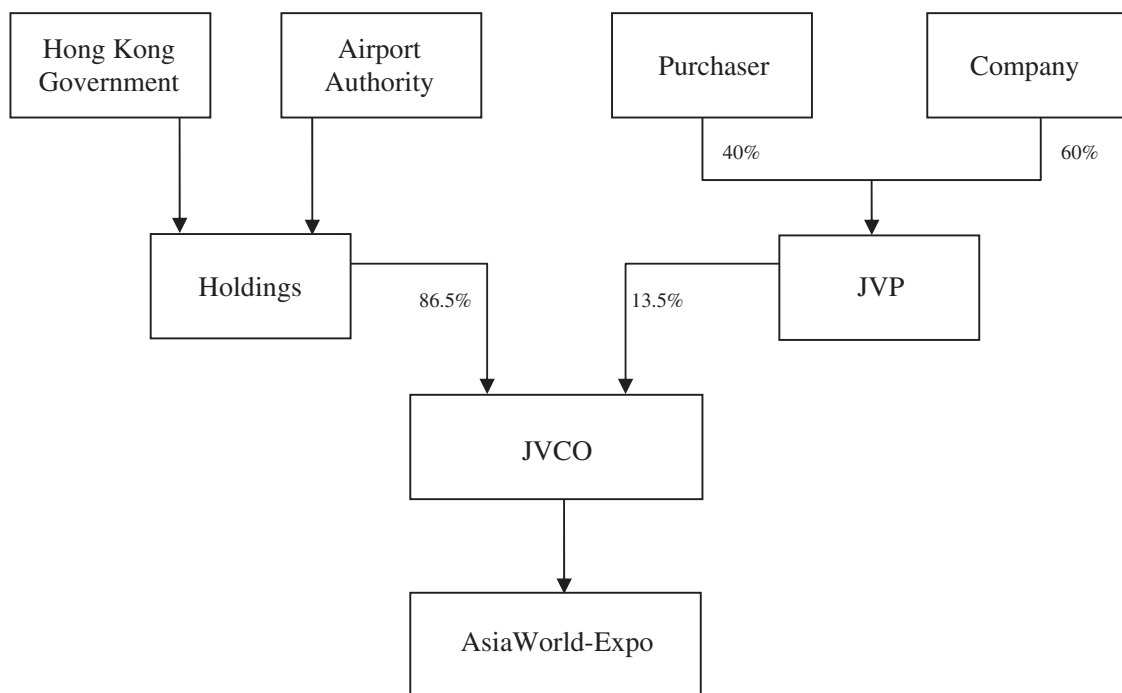 Hong Kong
Government
Airport
Authority
Purchaser
Company
40%
60%
Holdings
JVP
86.5%
13.5%
JVCO
AsiaWorld-Expo